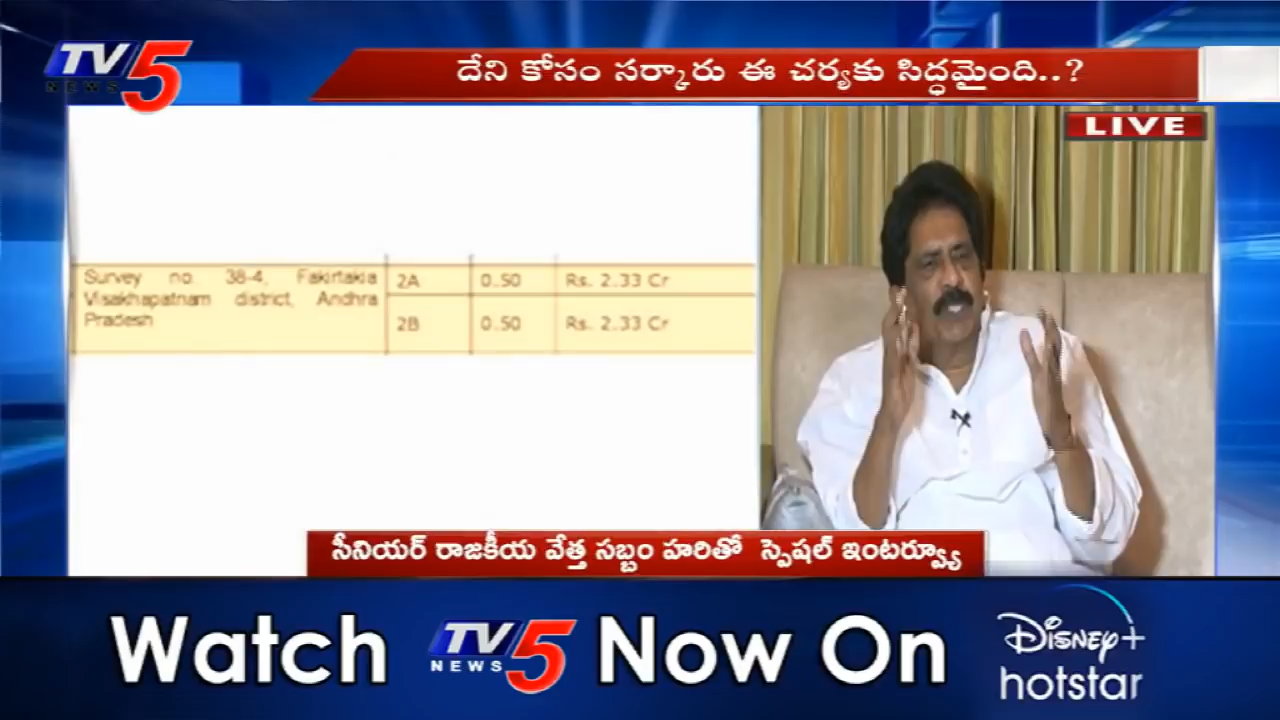 TV5
NEWS
దేని కోసం సర్కారు ఈ చర్యకు సిద్ధమైంది..?
LIVE
Survey no. 38-4, Fakirtakia
Visakhapatnam district, Andhra
Pradesh
2A 0.50 Rs. 2.33 Cr
2B 0.50 Rs. 2.33 Cr
సీనియర్ రాజకీయ వేత్త సబ్బం హరితో స్పెషల్ ఇంటర్వ్యూ
Watch TV5 NEWS Now On Disney+ hotstar